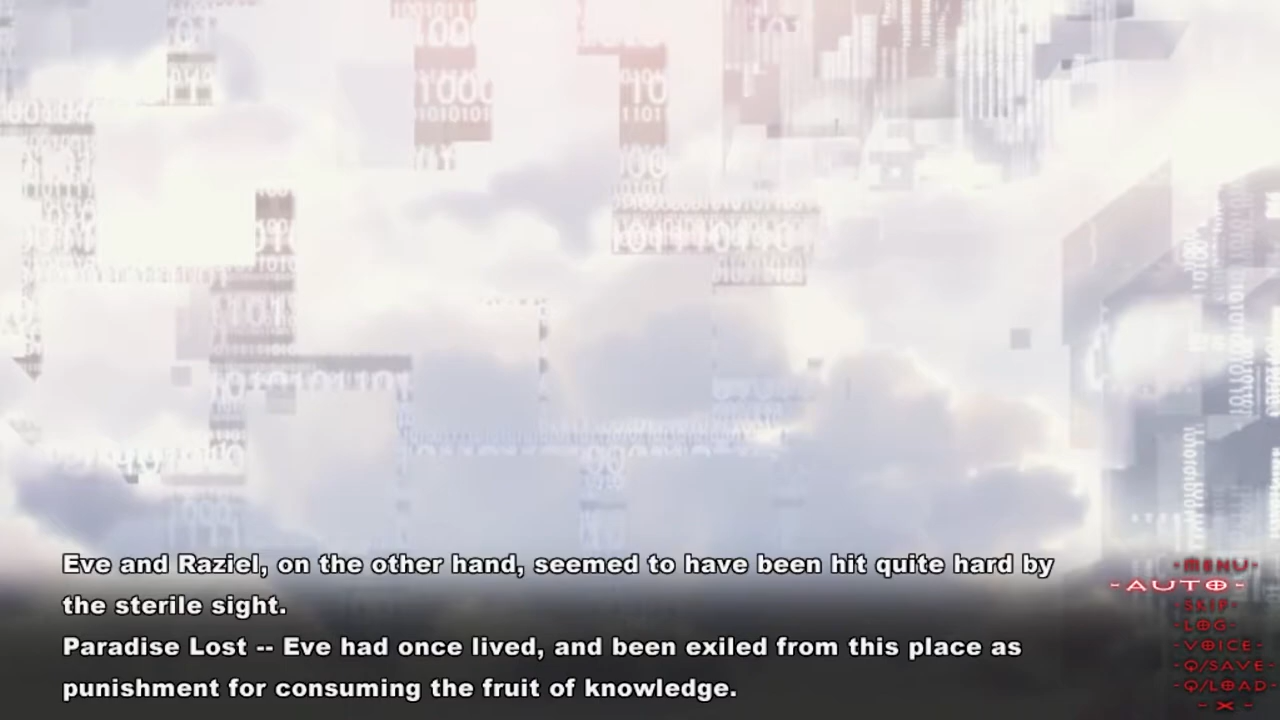 Eve and Raziel, on the other hand, seemed to have been hit quite hard by
the sterile sight.
Paradise Lost -- Eve had once lived, and been exiled from this place as
punishment for consuming the fruit of knowledge.
-MENU-
-AUTO-
-SKIP-
-LOG-
-VOICE-
-Q/SAVE-
-Q/LOAD-
-X-